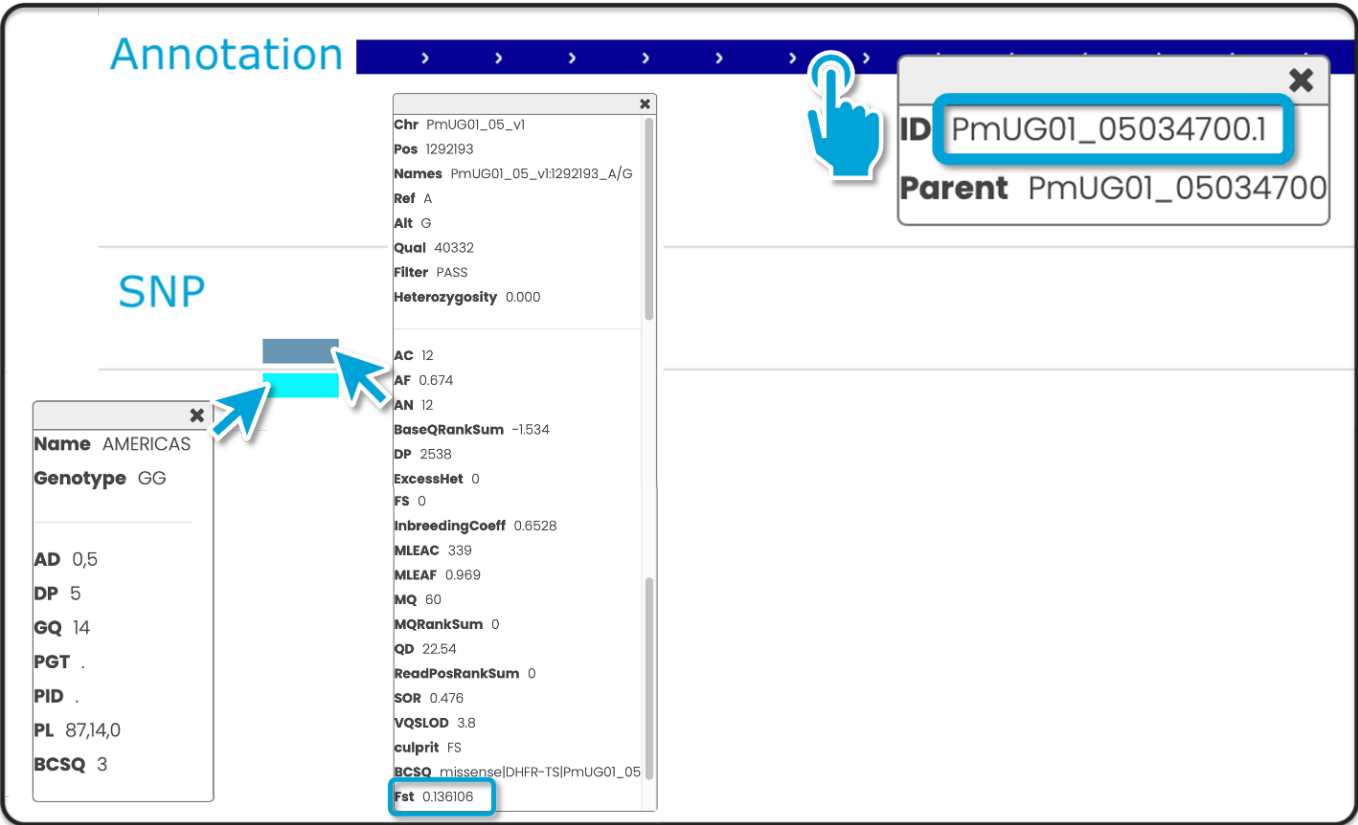 Annotation
ID PmUG01_05034700.1
Parent PmUG01_05034700
Chr PmUG01_05_v1
Pos 1292193
Names PmUG01_05_v1:1292193_A/G
Ref A
Alt G
Qual 40332
Filter PASS
Heterozygosity 0.000
AC 12
AF 0.674
AN 12
BaseQRankSum -1.534
DP 2538
ExcessHet 0
FS 0
InbreedingCoeff 0.6528
MLEAC 339
MLEAF 0.969
MQ 60
MQRankSum 0
QD 22.54
ReadPosRankSum 0
SOR 0.476
VQSLOD 3.8
culprit FS
BCSQ missense|DHFR-TS|PmUG01_05
Fst 0.136106
SNP
Name AMERICAS
Genotype GG
AD 0,5
DP 5
GQ 14
PGT .
PID .
PL 87,14,0
BCSQ 3